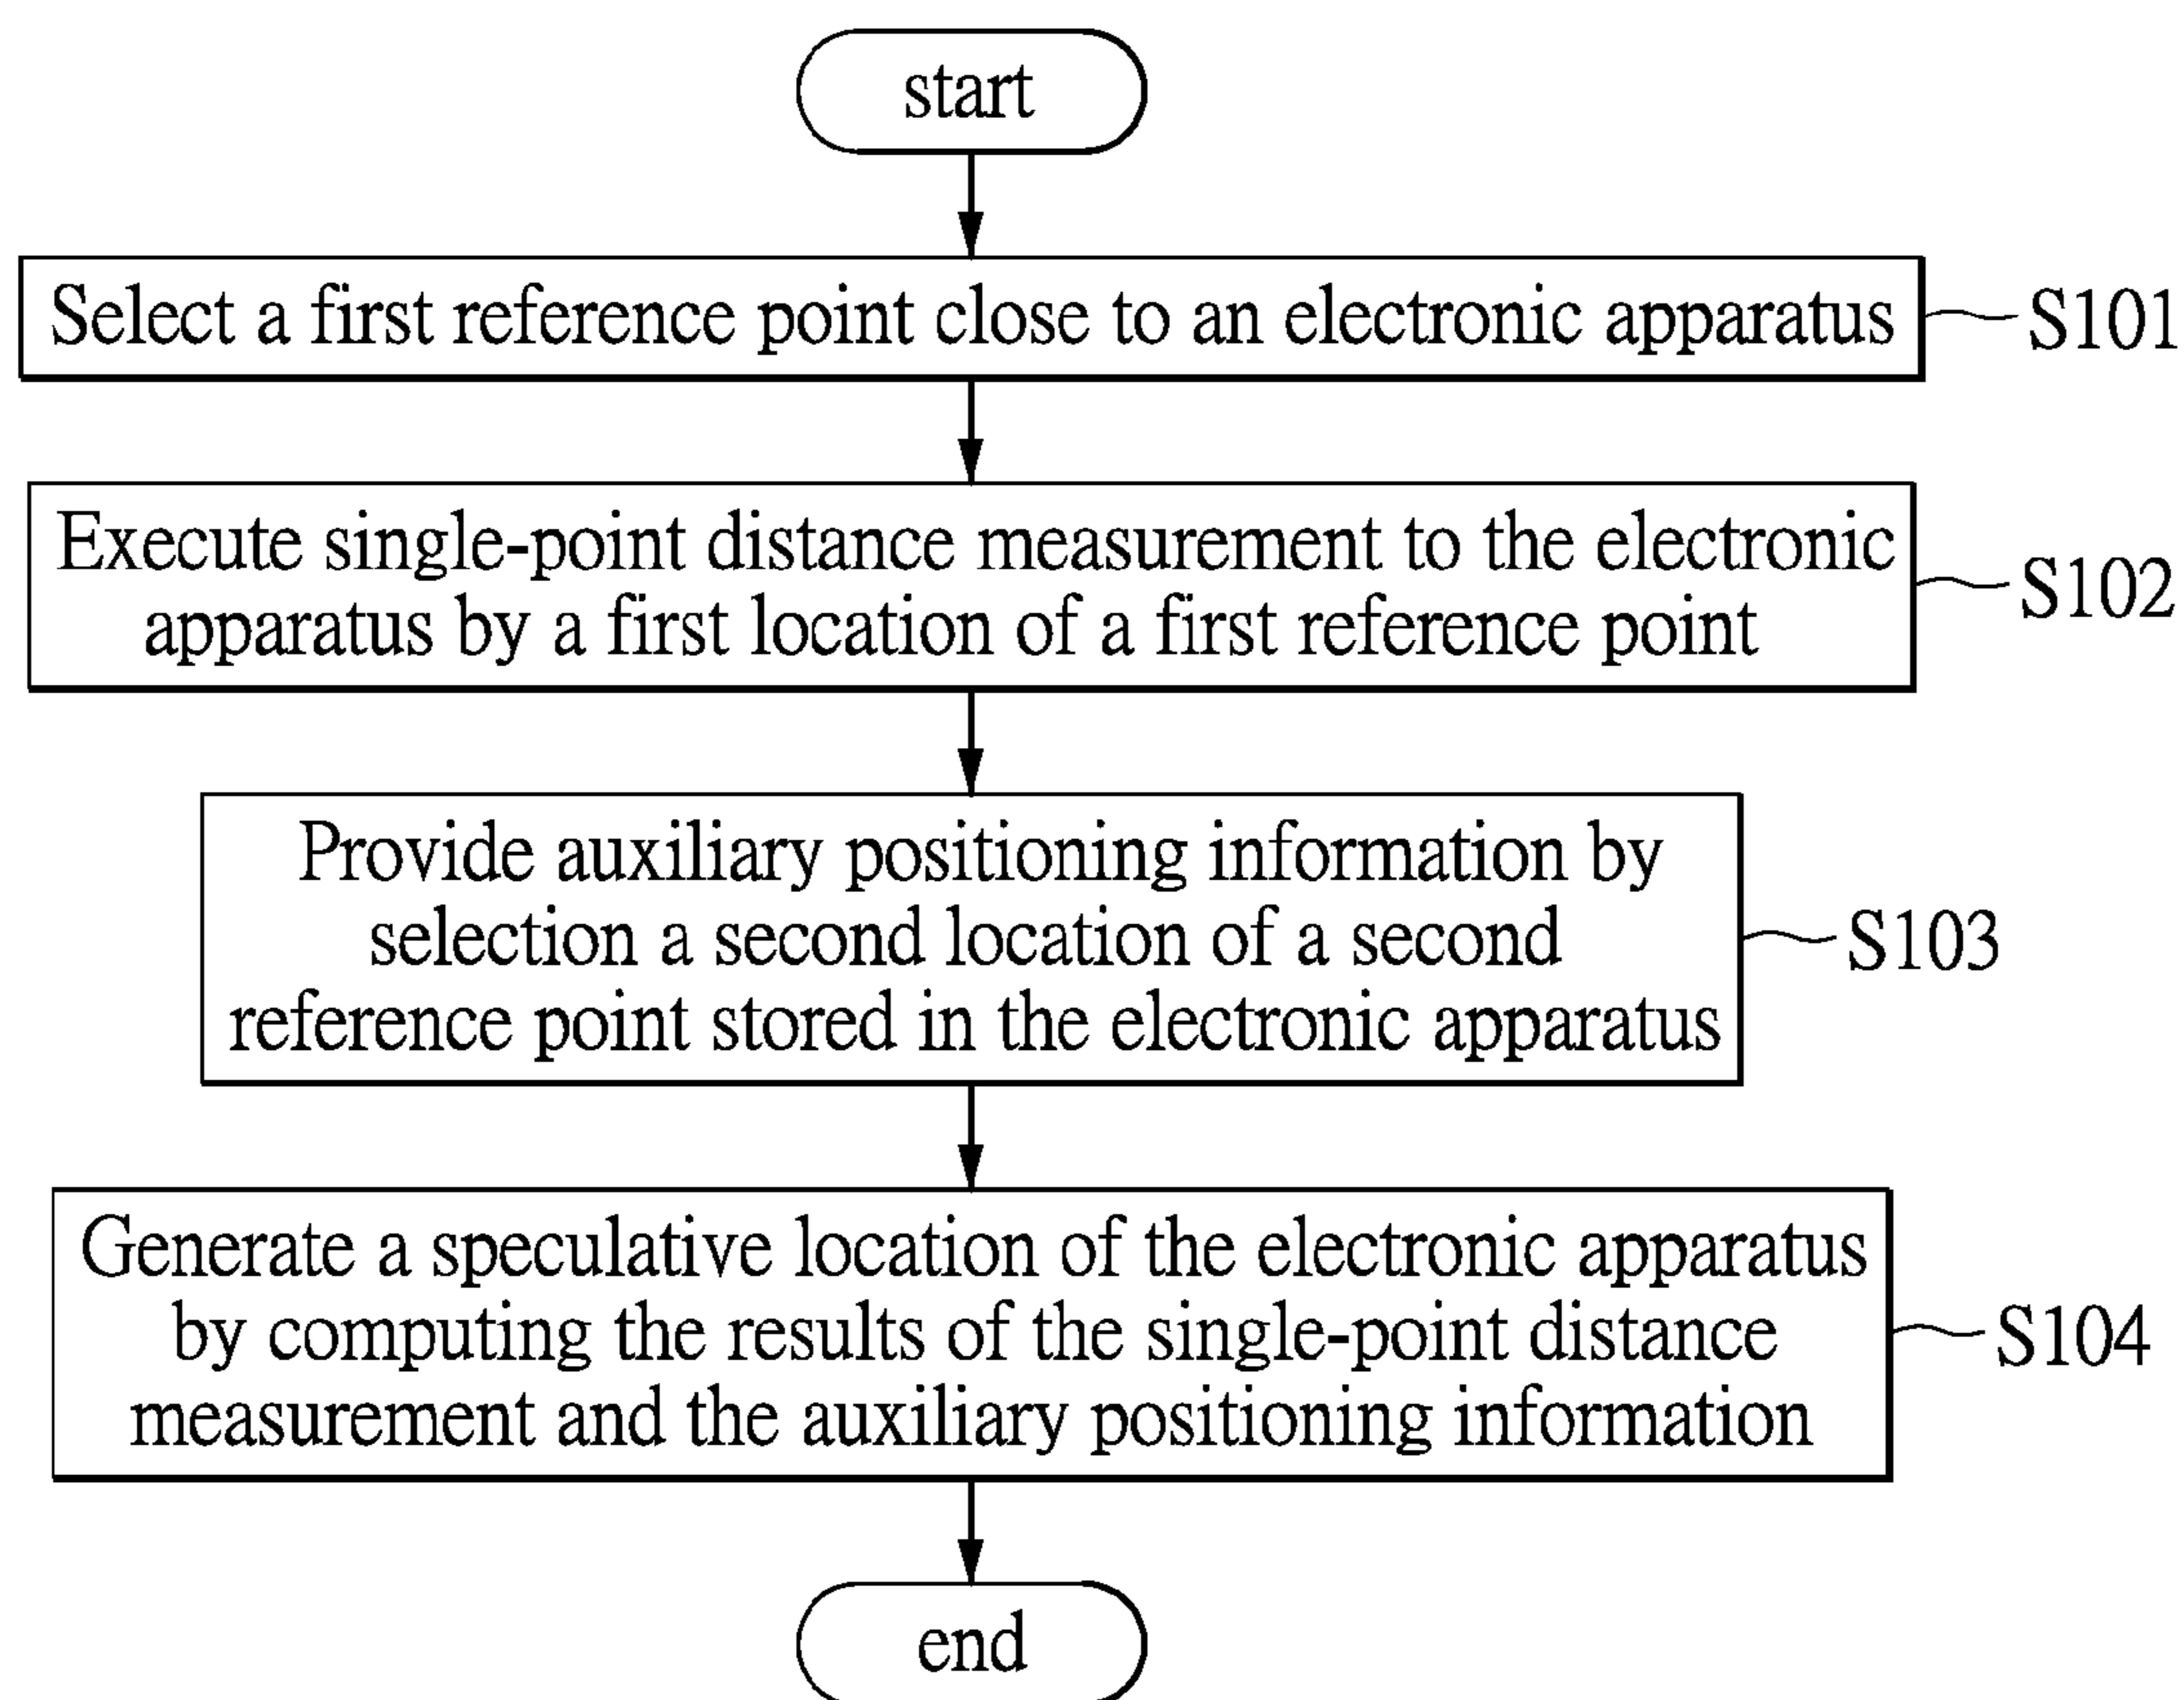 start
Select a first reference point close to an electronic apparatus
S101
Execute single-point distance measurement to the electronic
apparatus by a first location of a first reference point
S102
Provide auxiliary positioning information by
selection a second location of a second
reference point stored in the electronic apparatus
S103
Generate a speculative location of the electronic apparatus
by computing the results of the single-point distance
measurement and the auxiliary positioning information
S104
end